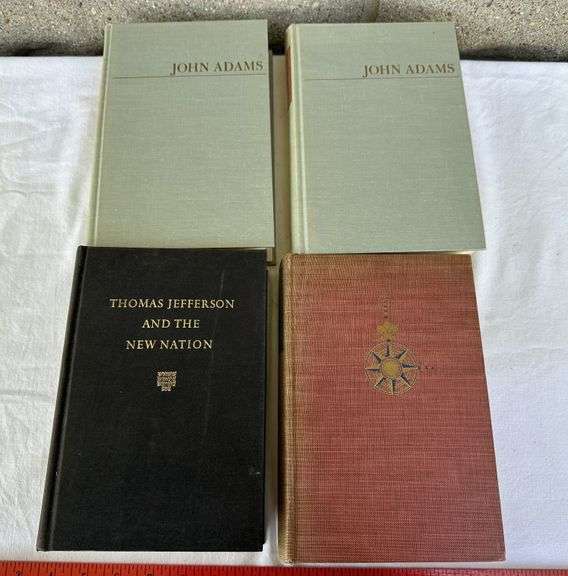 JOHN ADAMS
JOHN ADAMS
THOMAS JEFFERSON
AND THE
NEW NATION